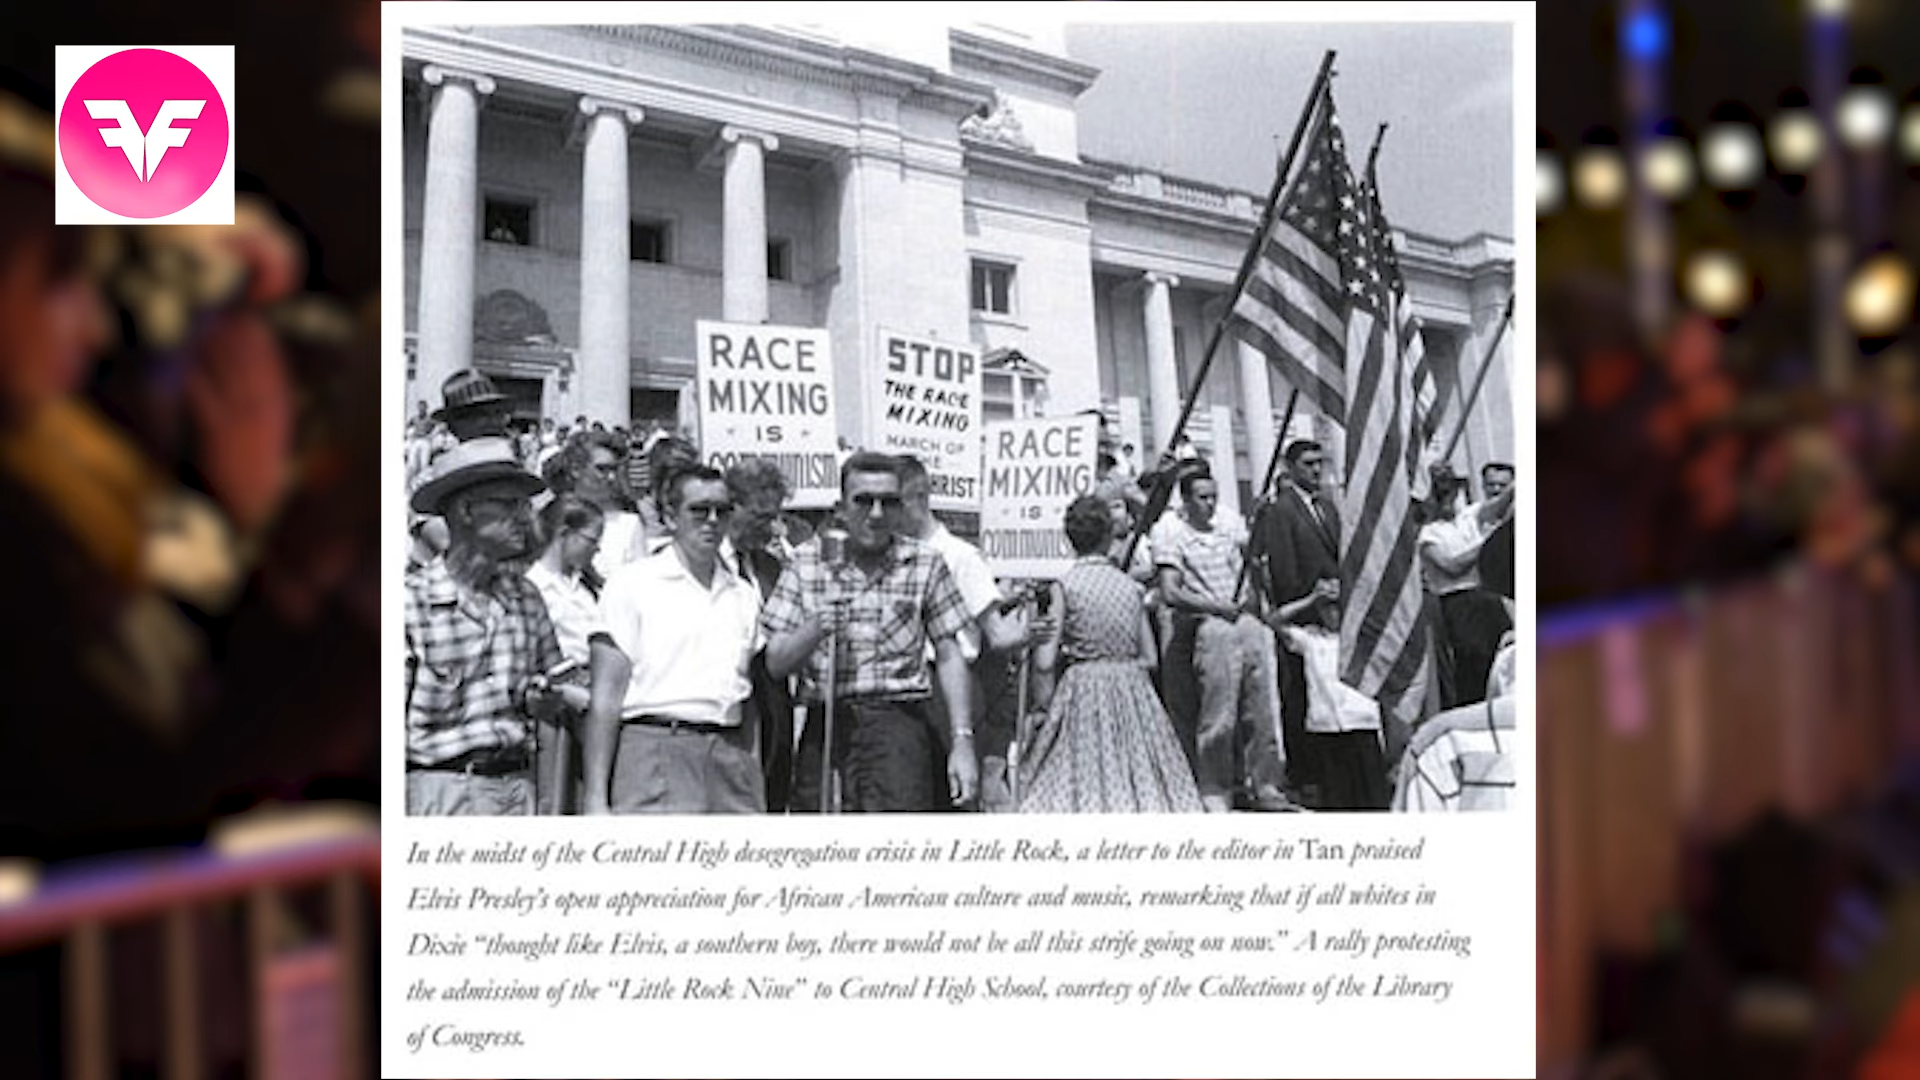 RACE
MIXING
IS
COMMUNISM
STOP
THE RACE
MIXING
MARCH OF
RACE
MIXING
IS
In the midst of the Central High desegregation crisis in Little Rock, a letter to the editor in Tan praised
Elvis Presley's open appreciation for African American culture and music, remarking that if all whites in
Dixie “thought like Elvis, a southern boy, there would not be all this strife going on now.” A rally protesting
the admission of the “Little Rock Nine” to Central High School, courtesy of the Collections of the Library
of Congress.